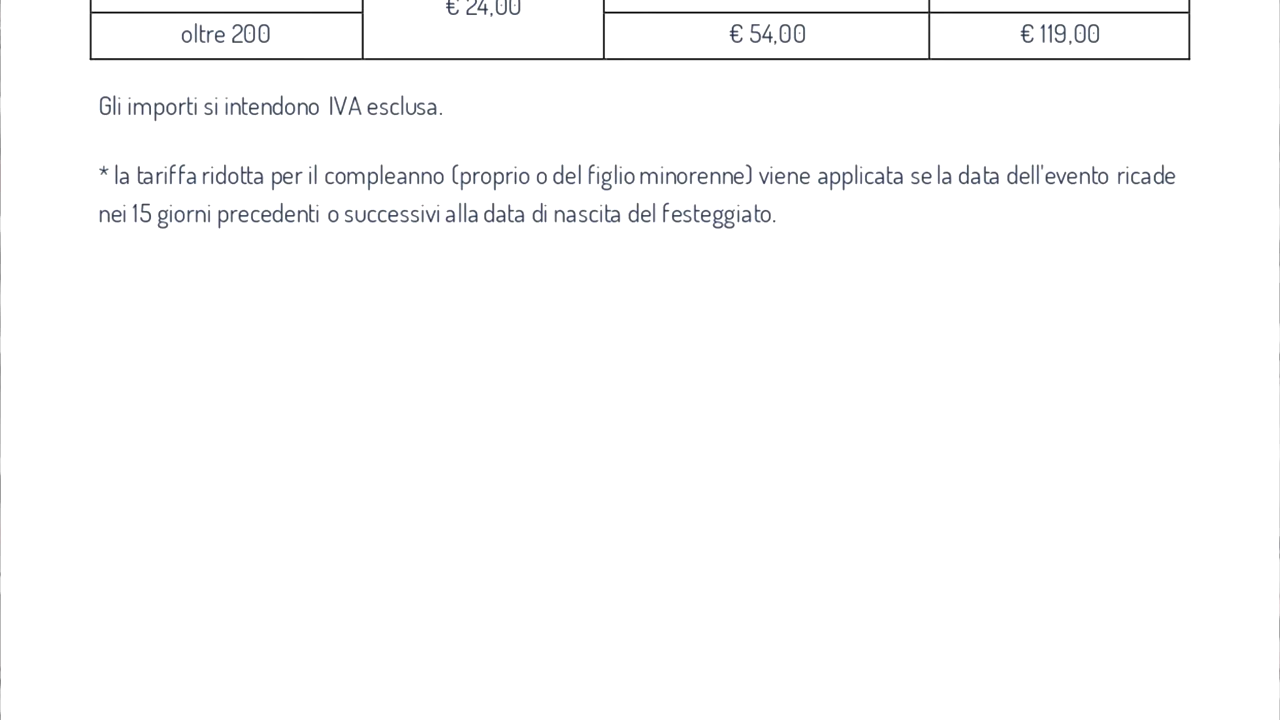 € 24,00
oltre 200 € 54,00 € 119,00
Gli importi si intendono IVA esclusa.
* la tariffa ridotta per il compleanno (proprio o del figlio minorenne) viene applicata se la data dell'evento ricade
nei 15 giorni precedenti o successivi alla data di nascita del festeggiato.